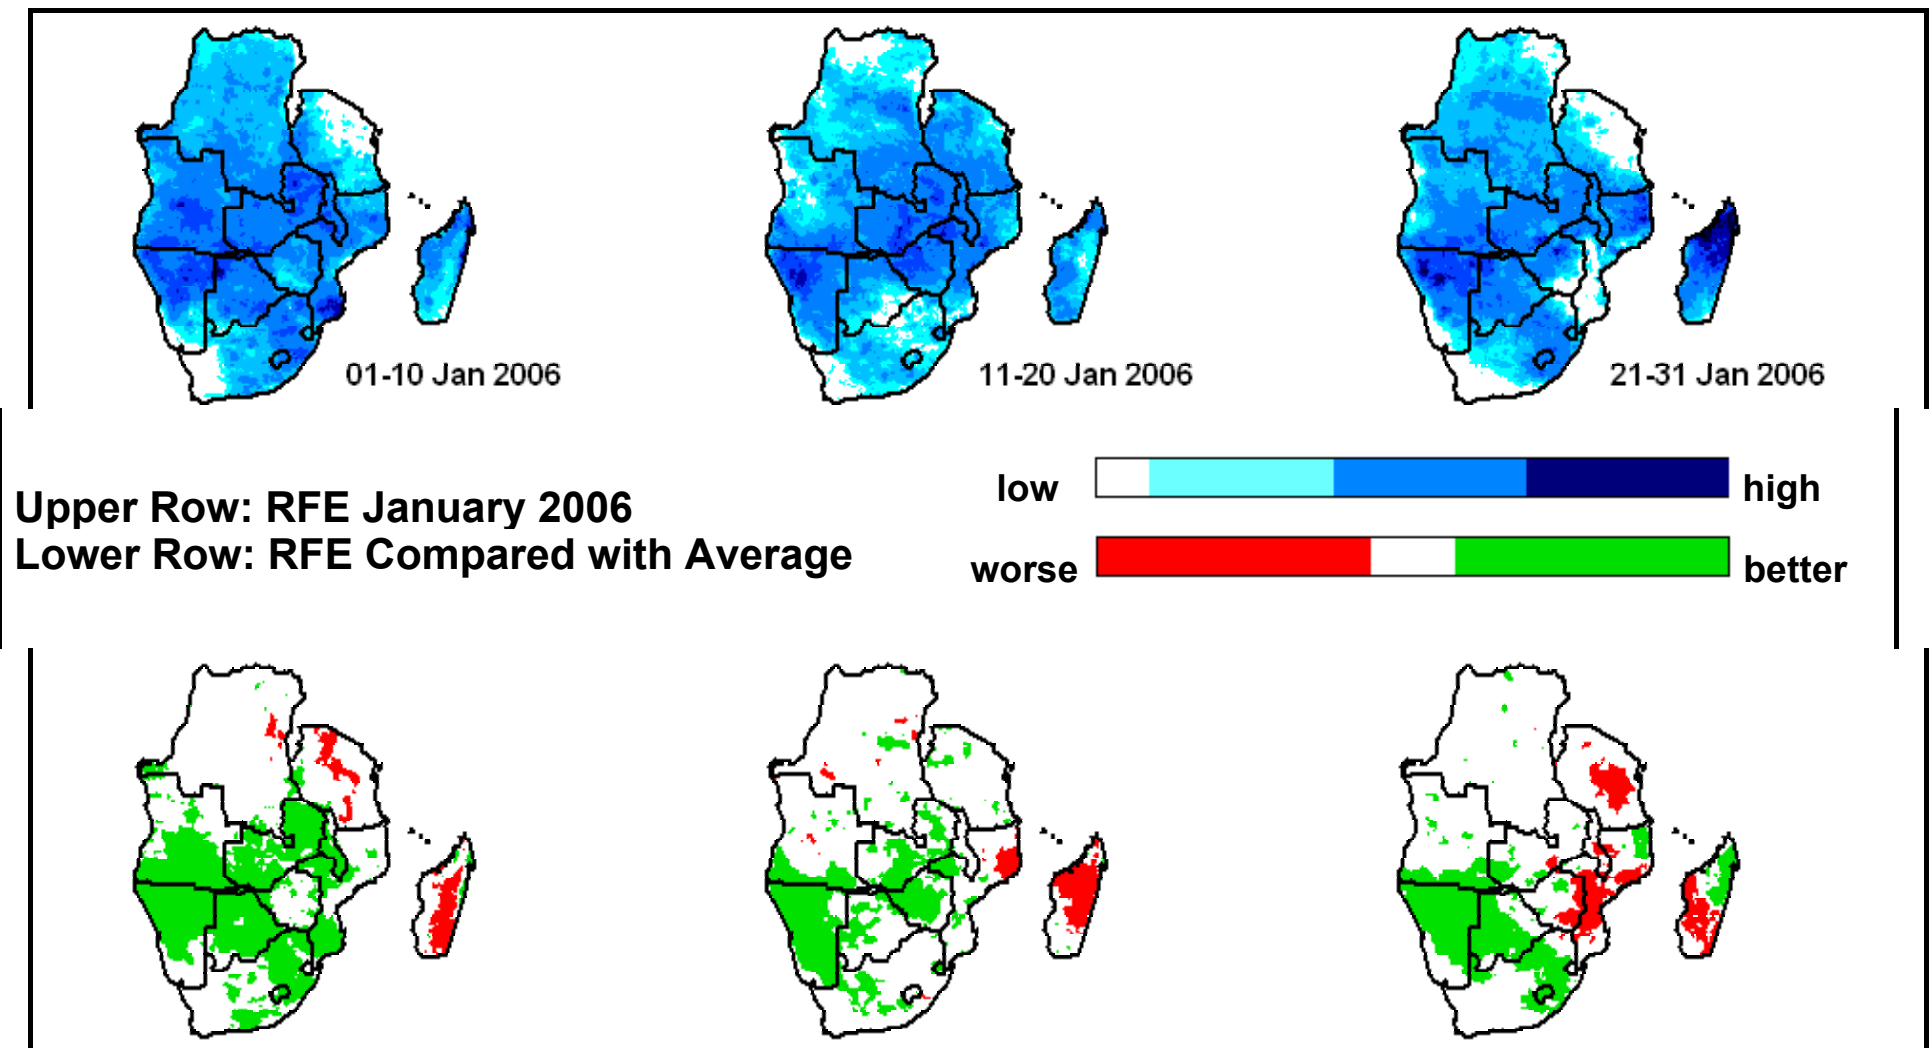 01-10 Jan 2006
11-20 Jan 2006
21-31 Jan 2006
low
high
Upper Row: RFE January 2006
Lower Row: RFE Compared with Average
worse
better